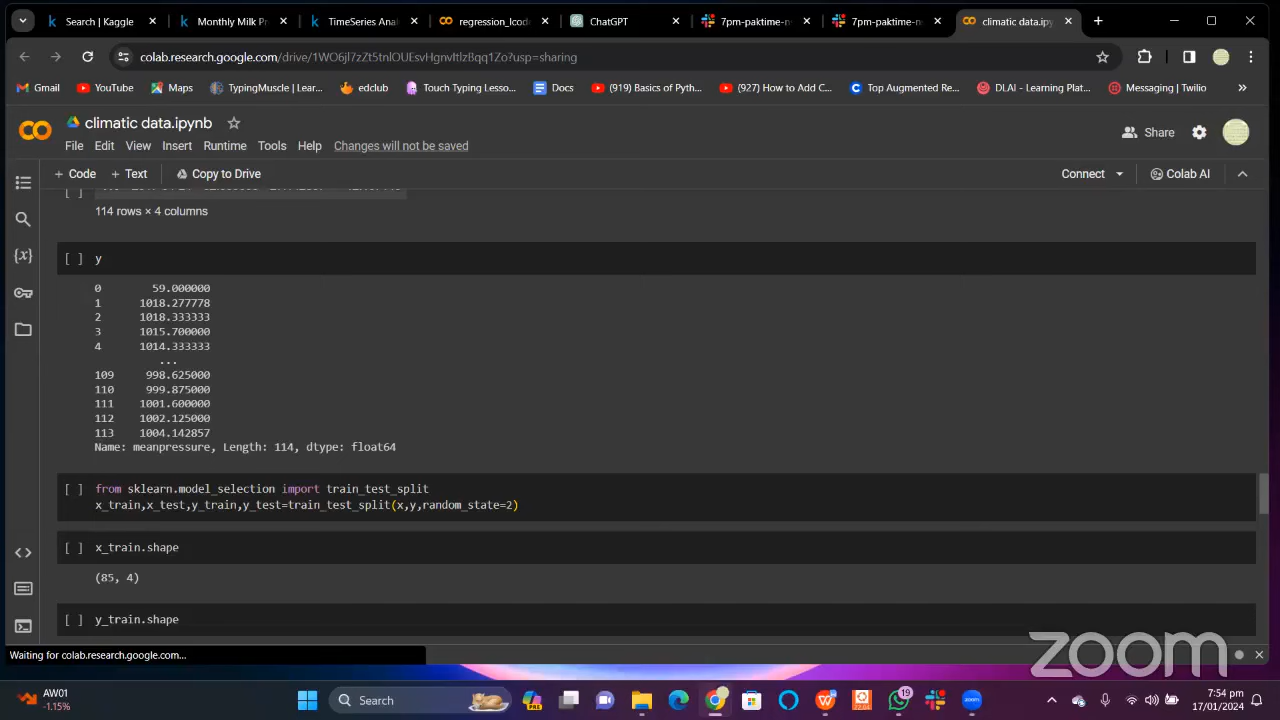 Search | Kaggle
Monthly Milk Pr
TimeSeries Anal
regression_lcode
ChatGPT
7pm-paktime-n
7pm-paktime-n
climatic data.ipy
colab.research.google.com/drive/1WO6jl7zZt5tnlOUEsvHgnvItlzBqq1Zo?usp=sharing
Gmail
YouTube
Maps
TypingMuscle | Lear...
edclub
Touch Typing Lesso...
Docs
(919) Basics of Pyth...
(927) How to Add C...
Top Augmented Re...
DLAI - Learning Plat...
Messaging | Twilio
climatic data.ipynb
Share
File Edit View Insert Runtime Tools Help Changes will not be saved
+ Code + Text Copy to Drive
Connect
Colab AI
[ ]
114 rows × 4 columns
[ ] y
0 59.000000
1 1018.277778
2 1018.333333
3 1015.700000
4 1014.333333
...
109 998.625000
110 999.875000
111 1001.600000
112 1002.125000
113 1004.142857
Name: meanpressure, Length: 114, dtype: float64
[ ] from sklearn.model_selection import train_test_split
x_train,x_test,y_train,y_test=train_test_split(x,y,random_state=2)
[ ] x_train.shape
(85, 4)
[ ] y_train.shape
Waiting for colab.research.google.com...
zoom
AW01
-1.15%
Search
PRE
22.04
19
zoom
7:54 pm
17/01/2024